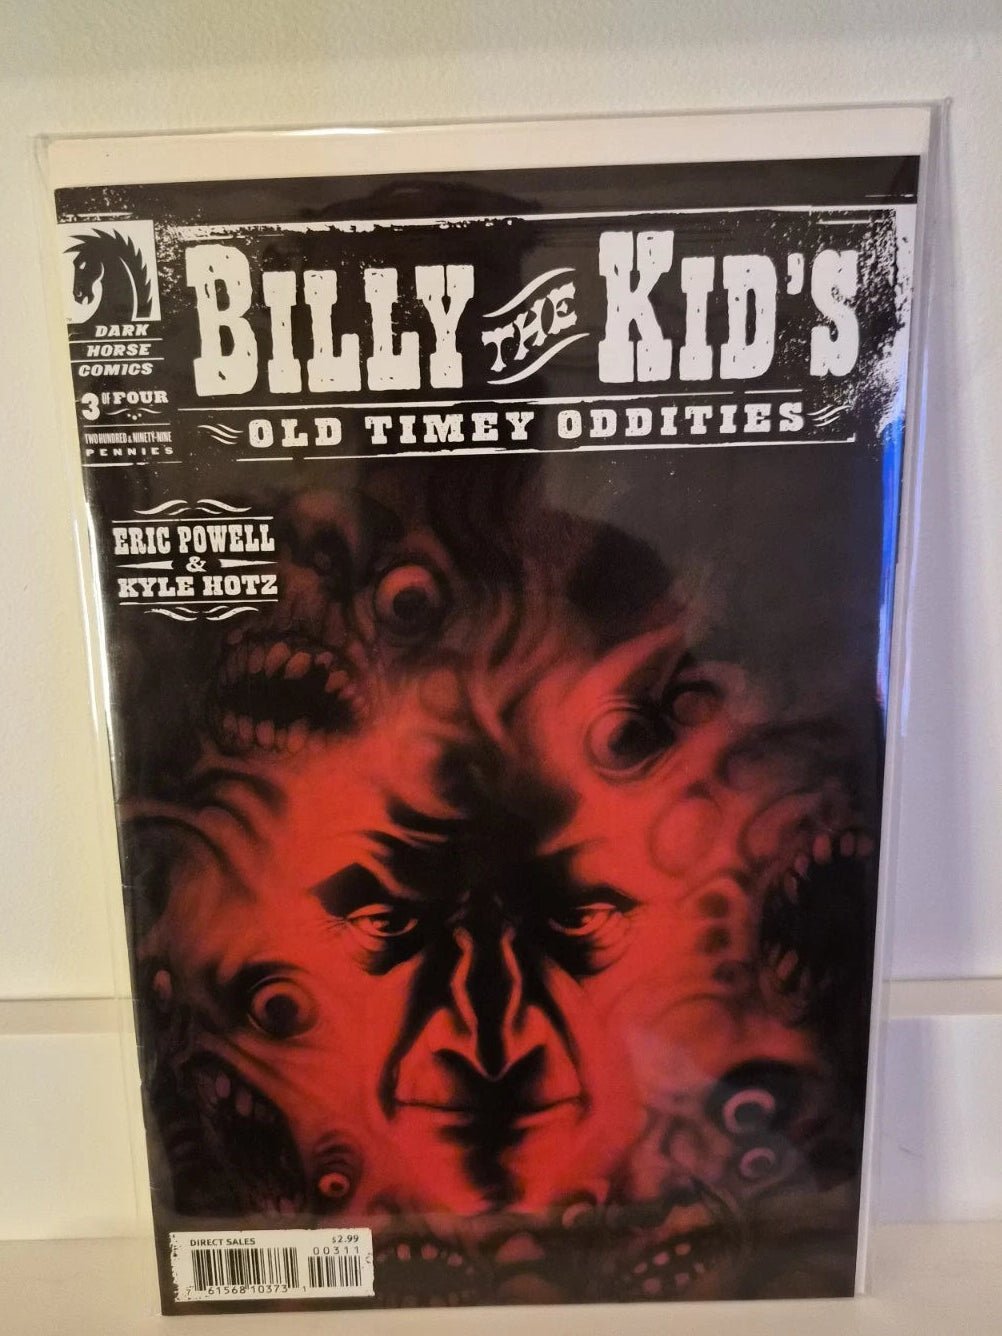 BILLY THE KID'S
OLD TIMEY ODDITIES
DARK
HORSE
COMICS
3 OF FOUR
TWO HUNDRED & NINETY-NINE
PENNIES
ERIC POWELL
&
KYLE HOTZ
DIRECT SALES $2.99
00311
7 61568 10373 1